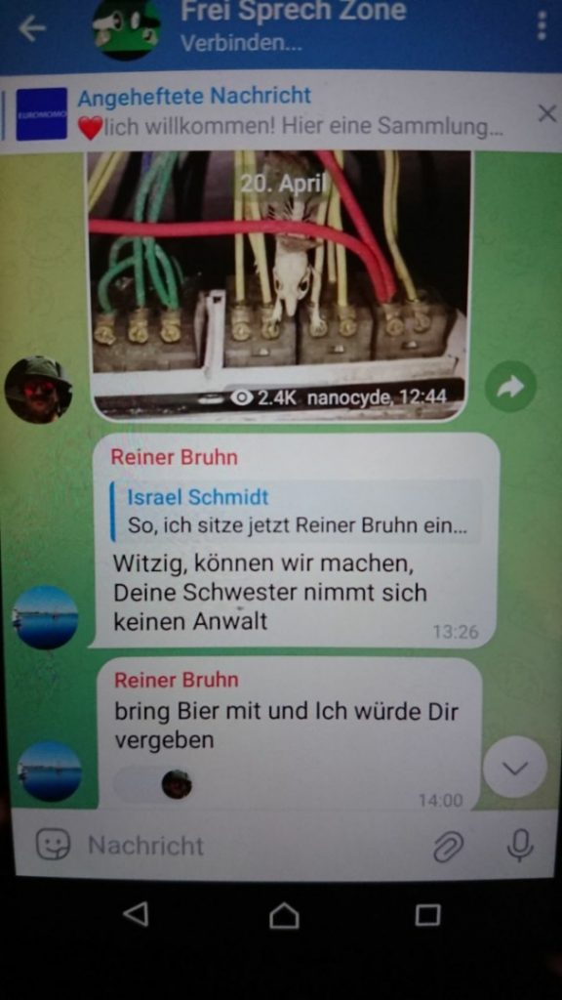 Frei Sprech Zone
Verbinden...
Angeheftete Nachricht
EUROMOMO
❤️lich willkommen! Hier eine Sammlung...
20. April
2.4K nanocyde, 12:44
Reiner Bruhn
Israel Schmidt
So, ich sitze jetzt Reiner Bruhn ein...
Witzig, können wir machen,
Deine Schwester nimmt sich
keinen Anwalt
13:26
Reiner Bruhn
bring Bier mit und Ich würde Dir
vergeben
14:00
Nachricht